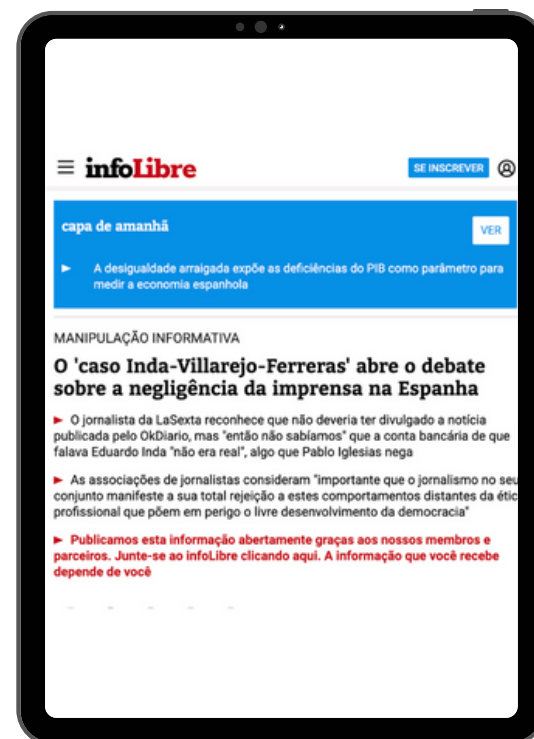 infoLibre
SE INSCREVER
capa de amanhã
VER
► A desigualdade arraigada expõe as deficiências do PIB como parâmetro para
medir a economia espanhola
MANIPULAÇÃO INFORMATIVA
O 'caso Inda-Villarejo-Ferreras' abre o debate
sobre a negligência da imprensa na Espanha
► O jornalista da LaSexta reconhece que não deveria ter divulgado a notícia
publicada pelo OkDiario, mas "então não sabíamos" que a conta bancária de que
falava Eduardo Inda "não era real", algo que Pablo Iglesias nega
► As associações de jornalistas consideram "importante que o jornalismo no seu
conjunto manifeste a sua total rejeição a estes comportamentos distantes da étic
profissional que põem em perigo o livre desenvolvimento da democracia"
► Publicamos esta informação abertamente graças aos nossos membros e
parceiros. Junte-se ao infoLibre clicando aqui. A informação que você recebe
depende de você